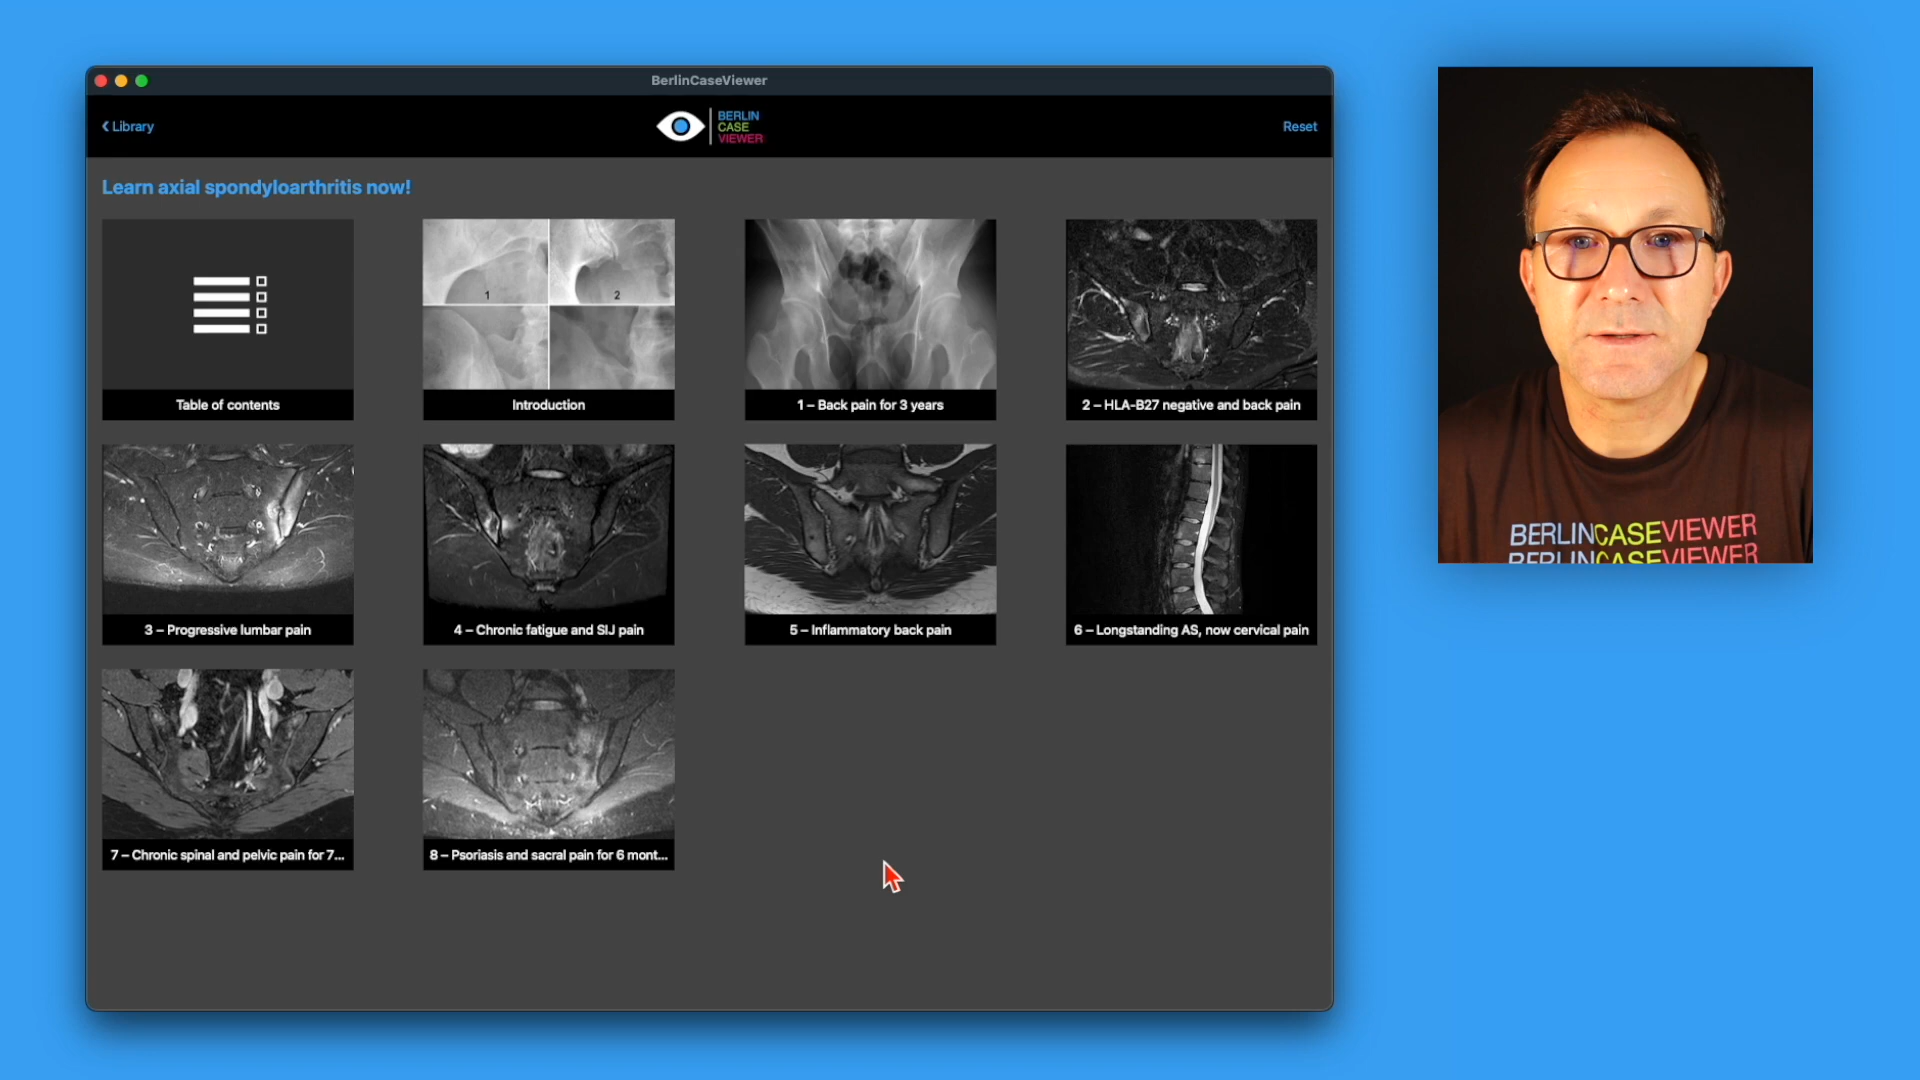 BerlinCaseViewer
Library
BERLIN
CASE
VIEWER
Reset
Learn axial spondyloarthritis now!
1
2
Table of contents
Introduction
1 – Back pain for 3 years
2 – HLA-B27 negative and back pain
3 – Progressive lumbar pain
4 – Chronic fatigue and SIJ pain
5 – Inflammatory back pain
6 – Longstanding AS, now cervical pain
7 – Chronic spinal and pelvic pain for 7...
8 – Psoriasis and sacral pain for 6 mont...
BERLINCASEVIEWER
BERLINCASEVIEWER